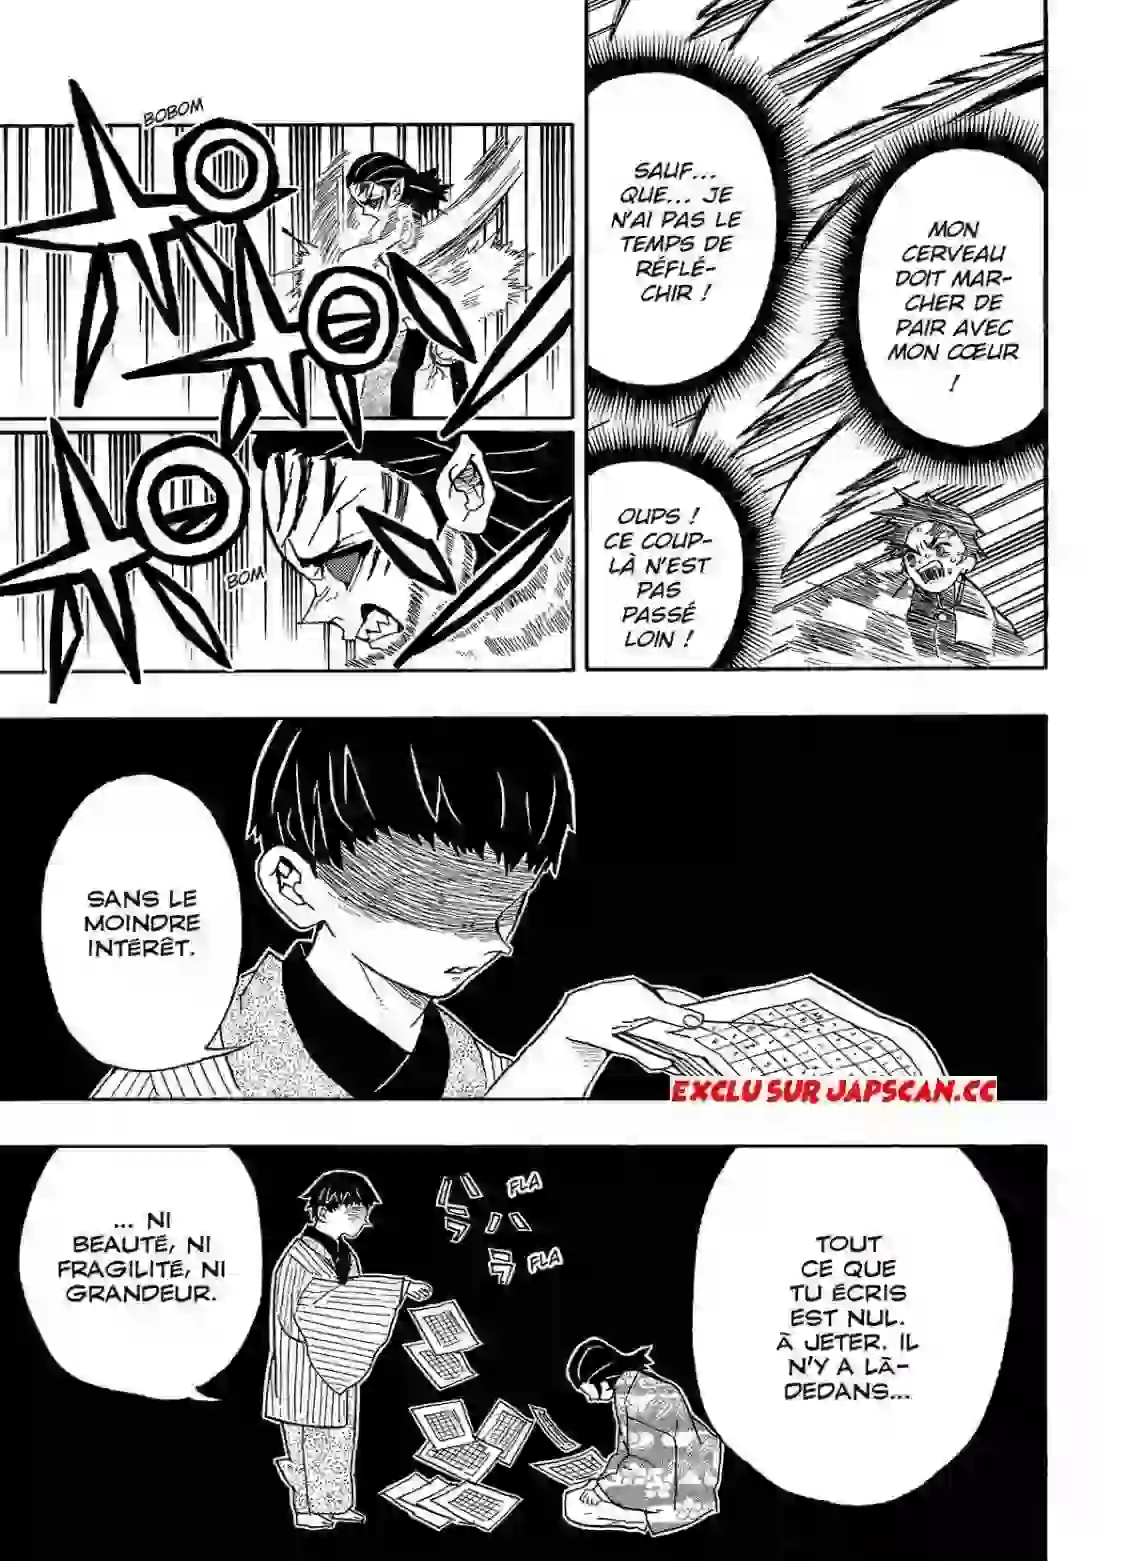 MON
CERVEAU
DOIT MAR-
CHER DE
PAIR AVEC
MON CŒUR
!
SAUF...
QUE... JE
N'AI PAS LE
TEMPS DE
RÉFLÉ-
CHIR !
OUPS !
CE COUP-
LÀ N'EST
PAS
PASSÉ
LOIN !
BOBOM
BOM
SANS LE
MOINDRE
INTÉRÊT.
EXCLU SUR JAPSCAN.CC
TOUT
CE QUE
TU ÉCRIS
EST NUL.
À JETER. IL
N'Y A LÀ-
DEDANS...
FLA
FLA
... NI
BEAUTÉ, NI
FRAGILITÉ, NI
GRANDEUR.